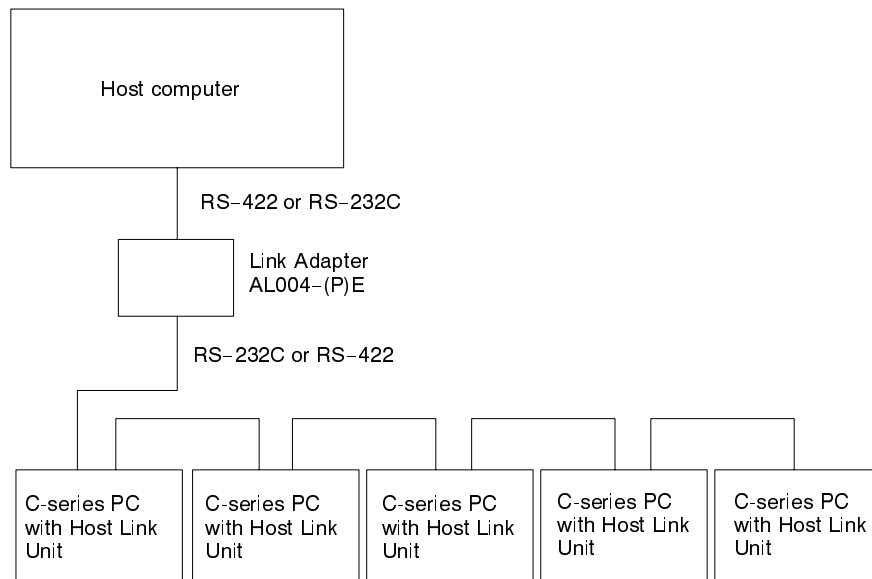 Host computer
RS−422 or RS−232C
Link Adapter
AL004−(P)E
RS−232C or RS−422
C-series PC
with Host Link
Unit
C-series PC
with Host Link
Unit
C-series PC
with Host Link
Unit
C-series PC
with Host Link
Unit
C-series PC
with Host Link
Unit